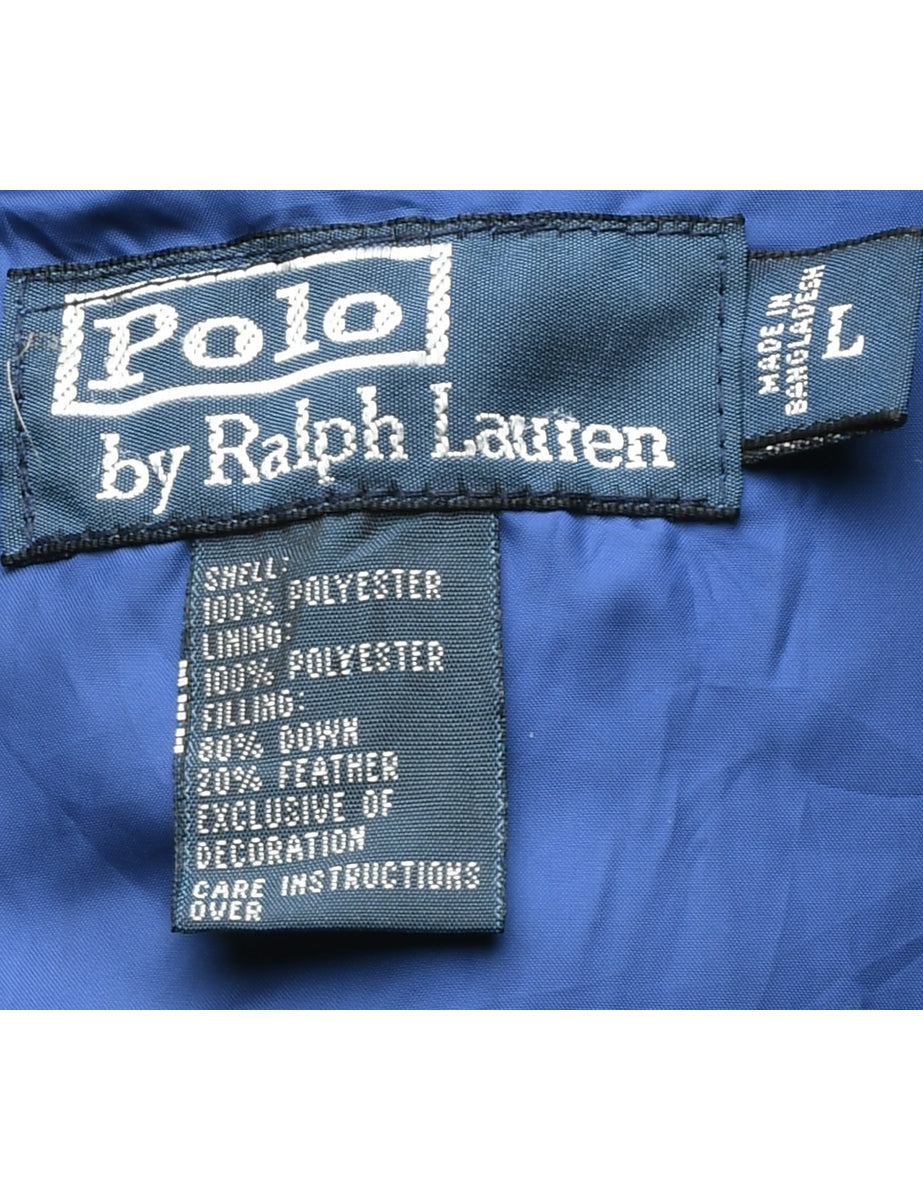 Polo
by Ralph Lauren
MADE IN
BANGLADESH
L
SHELL:
100% POLYESTER
LINING:
100% POLYESTER
FILLING:
80% DOWN
20% FEATHER
EXCLUSIVE OF
DECORATION
CARE INSTRUCTIONS
OVER